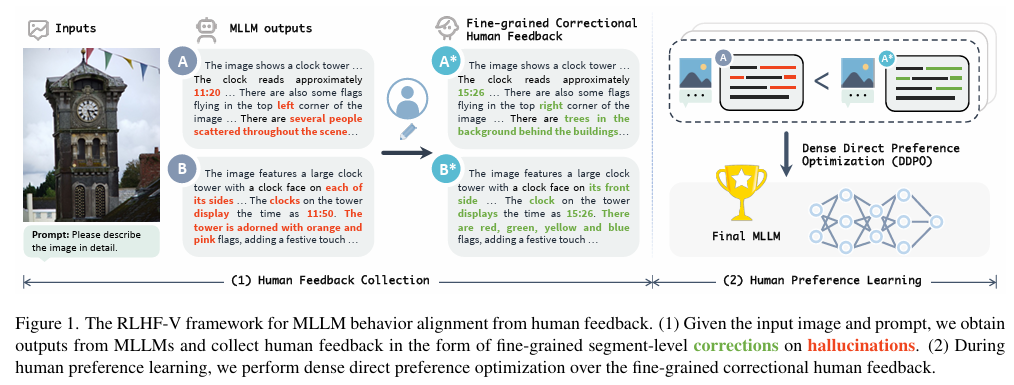 Inputs
MLLM outputs
Fine-grained Correctional
Human Feedback
A
The image shows a clock tower ...
The clock reads approximately
11:20 ... There are also some flags
flying in the top left corner of the
image ... There are several people
scattered throughout the scene...
A*
The image shows a clock tower ...
The clock reads approximately
15:26 ... There are also some flags
flying in the top right corner of the
image ... There are trees in the
background behind the buildings...
B
The image features a large clock
tower with a clock face on each of
its sides ... The clocks on the tower
display the time as 11:50. The
tower is adorned with orange and
pink flags, adding a festive touch ...
B*
The image features a large clock
tower with a clock face on its front
side ... The clock on the tower
displays the time as 15:26. There
are red, green, yellow and blue
flags, adding a festive touch ...
Prompt: Please describe
the image in detail.
(1) Human Feedback Collection
A
<
A*
Dense Direct Preference
Optimization (DDPO)
Final MLLM
(2) Human Preference Learning
Figure 1. The RLHF-V framework for MLLM behavior alignment from human feedback. (1) Given the input image and prompt, we obtain
outputs from MLLMs and collect human feedback in the form of fine-grained segment-level corrections on hallucinations. (2) During
human preference learning, we perform dense direct preference optimization over the fine-grained correctional human feedback.